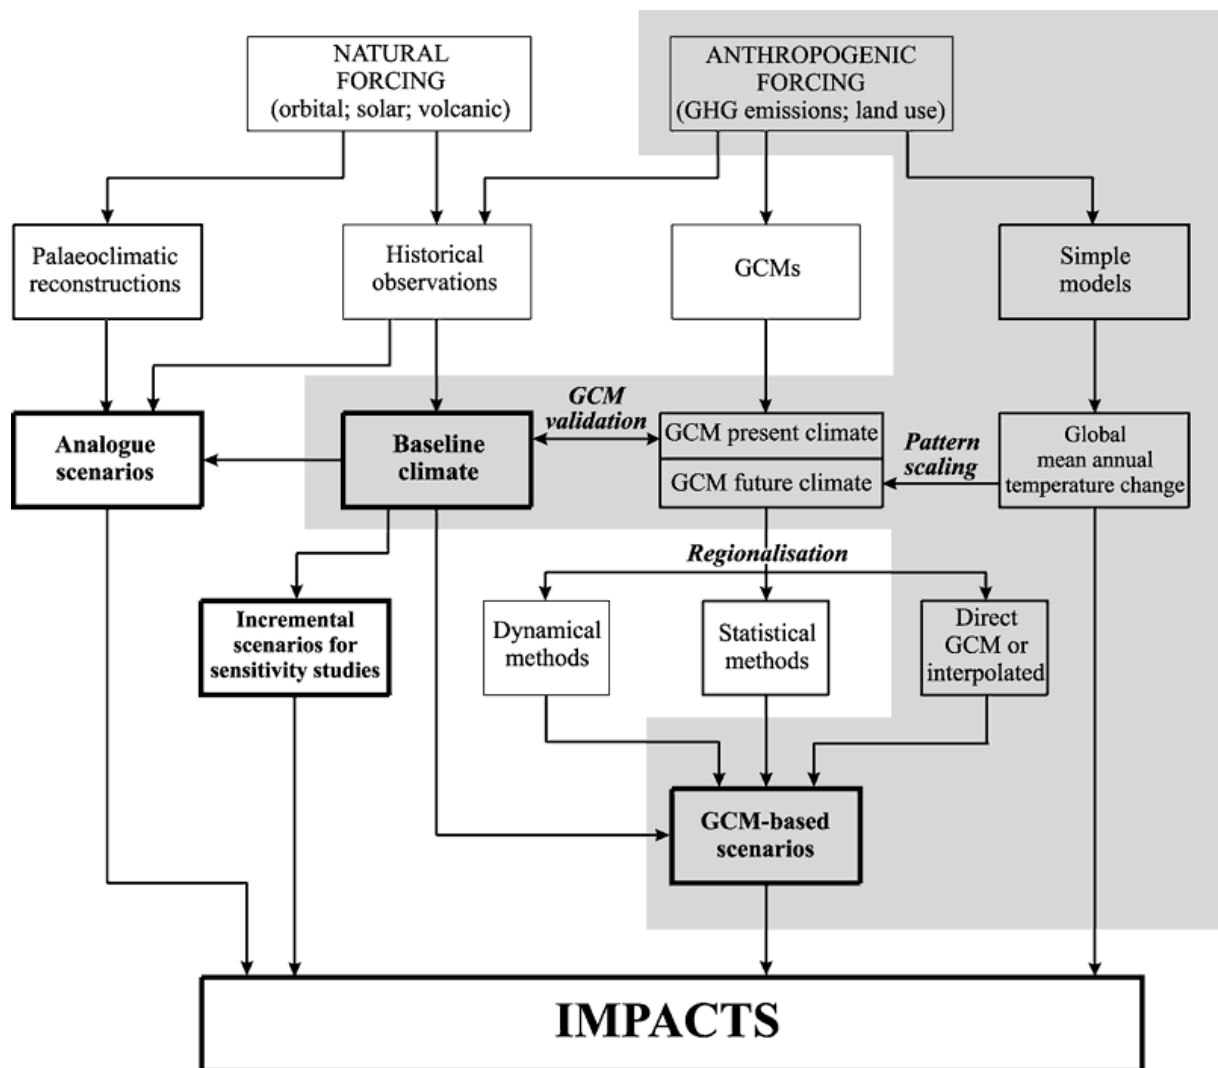 NATURAL
FORCING
(orbital; solar; volcanic)
ANTHROPOGENIC
FORCING
(GHG emissions; land use)
Palaeoclimatic
reconstructions
Historical
observations
GCMs
Simple
models
Analogue
scenarios
Baseline
climate
GCM
validation
GCM present climate
GCM future climate
Pattern
scaling
Global
mean annual
temperature change
Regionalisation
Incremental
scenarios for
sensitivity studies
Dynamical
methods
Statistical
methods
Direct
GCM or
interpolated
GCM-based
scenarios
IMPACTS